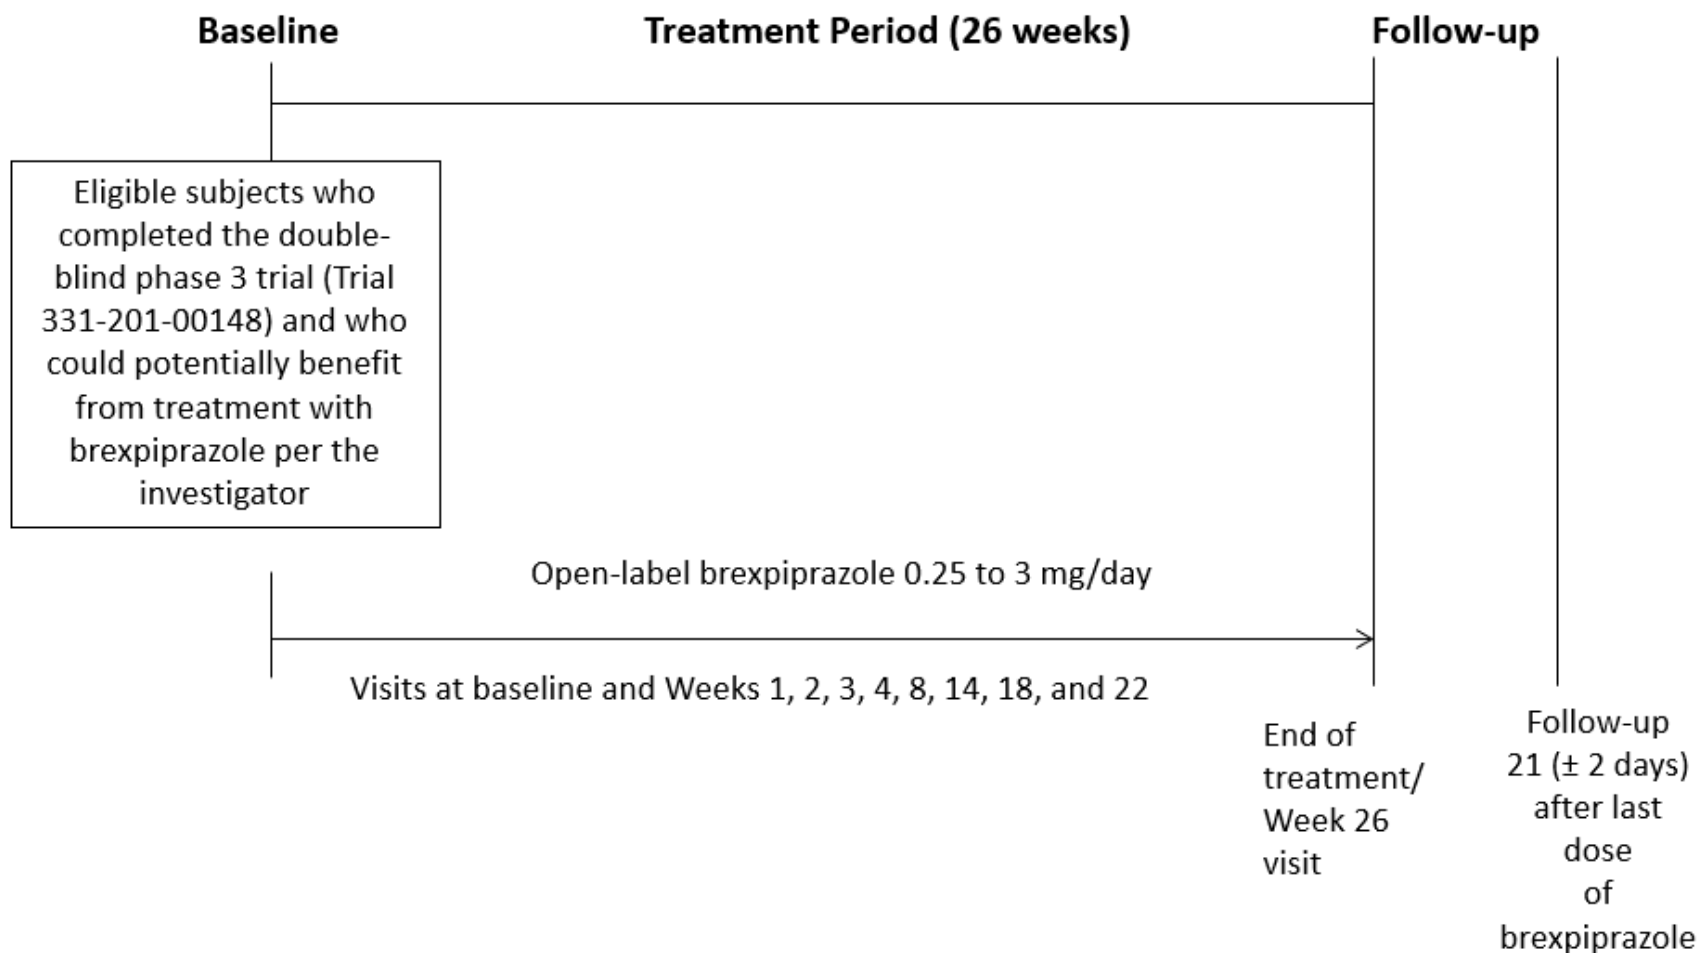 Baseline
Treatment Period (26 weeks)
Follow-up
Eligible subjects who
completed the double-
blind phase 3 trial (Trial
331-201-00148) and who
could potentially benefit
from treatment with
brexpiprazole per the
investigator
Open-label brexpiprazole 0.25 to 3 mg/day
Visits at baseline and Weeks 1, 2, 3, 4, 8, 14, 18, and 22
End of
treatment/
Week 26
visit
Follow-up
21 (± 2 days)
after last
dose
of
brexpiprazole